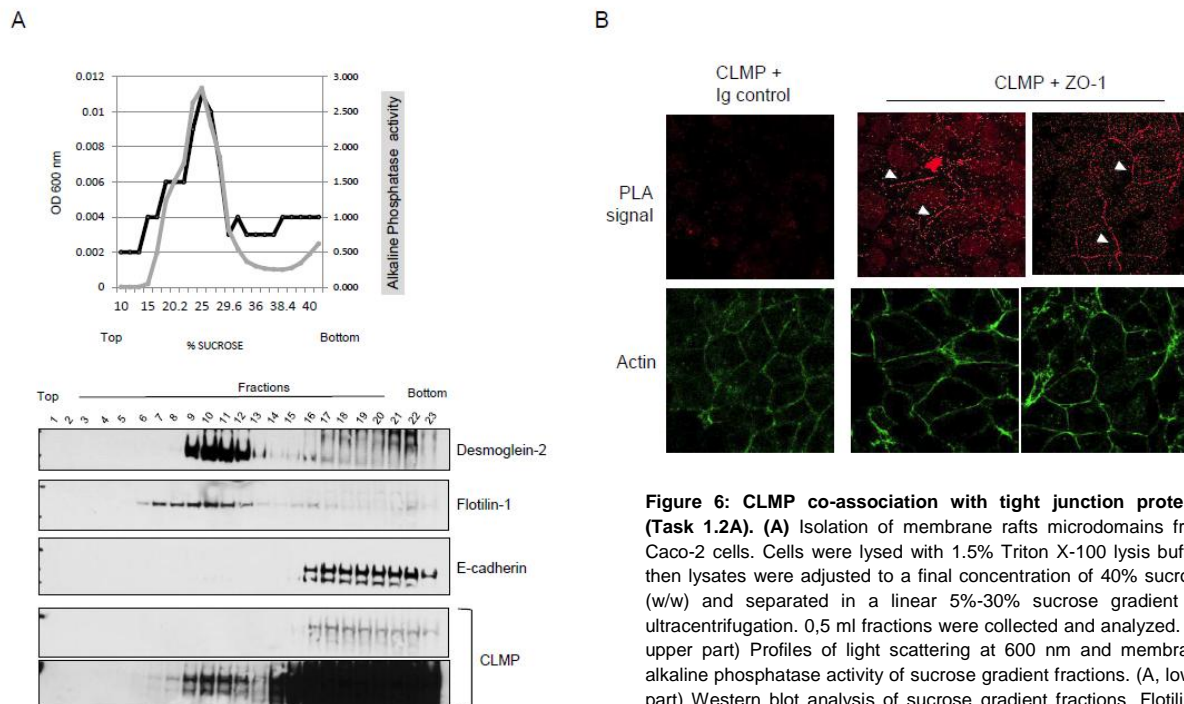 A
B
0.012
0.01
0.008
0.006
0.004
0.002
0
OD 600 nm
3.000
2.500
2.000
1.500
1.000
0.500
0.000
Alkaline Phosphatase activity
10 15 20.2 25 29.6 36 38.4 40
Top
% SUCROSE
Bottom
Top
Fractions
Bottom
1 2 3 4 5 6 7 8 9 10 11 12 13 14 15 16 17 18 19 20 21 22 23
Desmoglein-2
Flotilin-1
E-cadherin
CLMP
CLMP +
Ig control
CLMP + ZO-1
PLA
signal
Actin
Figure 6: CLMP co-association with tight junction
(Task 1.2A). (A) Isolation of membrane rafts microdomains
Caco-2 cells. Cells were lysed with 1.5% Triton X-100 lysis
then lysates were adjusted to a final concentration of 40%
(w/w) and separated in a linear 5%-30% sucrose gradient
ultracentrifugation. 0,5 ml fractions were collected and analyzed.
upper part) Profiles of light scattering at 600 nm and
alkaline phosphatase activity of sucrose gradient fractions. (A,
part) Western blot analysis of sucrose gradient fractions.